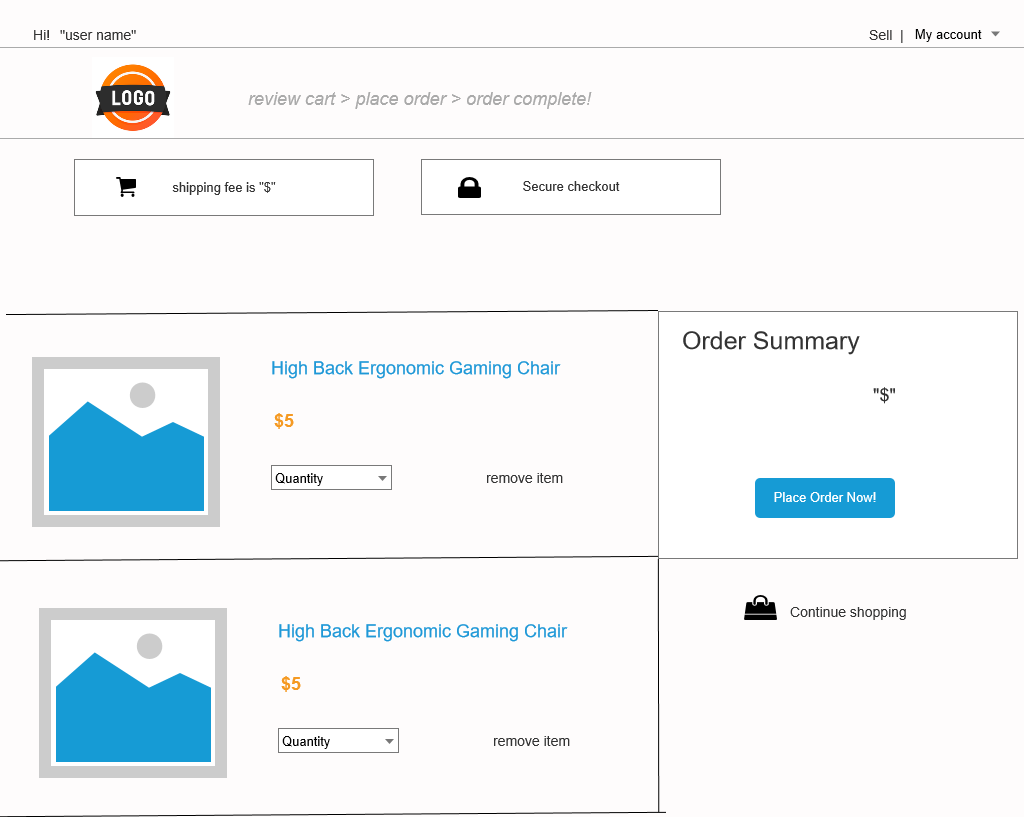 Hi! "user name"
Sell | My account
LOGO
review cart > place order > order complete!
shipping fee is "$"
Secure checkout
High Back Ergonomic Gaming Chair
$5
Quantity
remove item
Order Summary
"$"
Place Order Now!
Continue shopping
High Back Ergonomic Gaming Chair
$5
Quantity
remove item